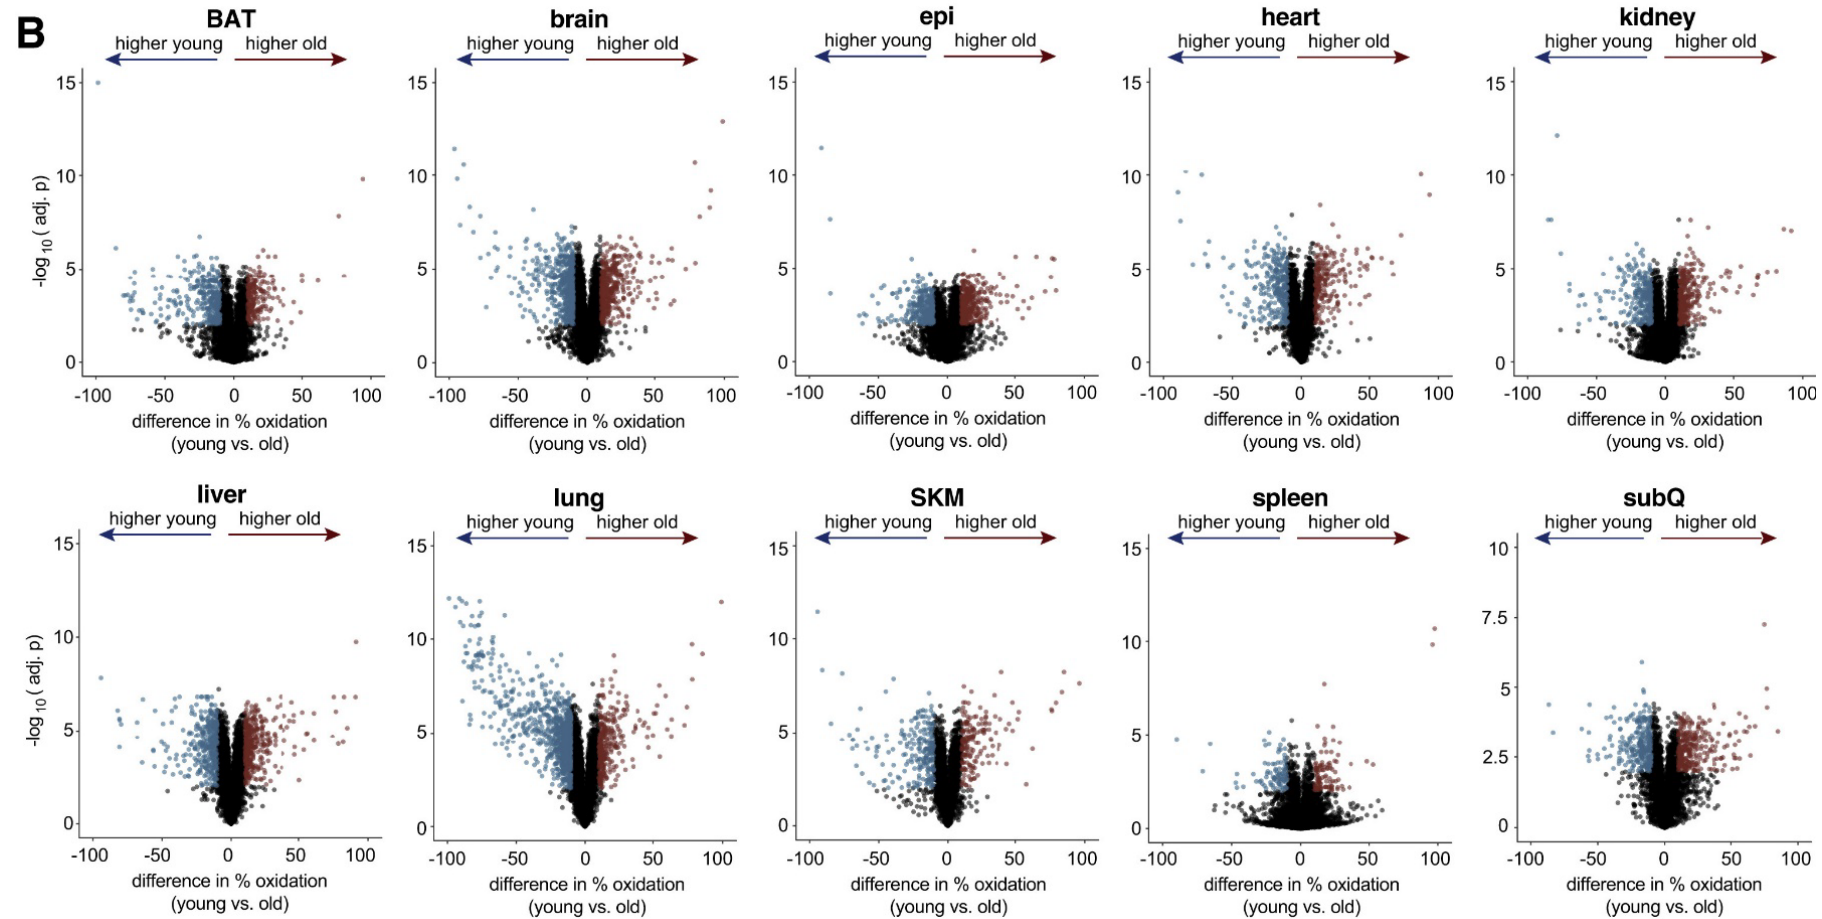 B
BAT
higher young higher old
15
10
5
0
-log 10 ( adj. p)
-100 -50 0 50 100
difference in % oxidation
(young vs. old)
brain
higher young higher old
15
10
5
0
-100 -50 0 50 100
difference in % oxidation
(young vs. old)
epi
higher young higher old
15
10
5
0
-100 -50 0 50 100
difference in % oxidation
(young vs. old)
heart
higher young higher old
15
10
5
0
-100 -50 0 50 100
difference in % oxidation
(young vs. old)
kidney
higher young higher old
15
10
5
0
-100 -50 0 50 100
difference in % oxidation
(young vs. old)
liver
higher young higher old
15
10
5
0
-log 10 ( adj. p)
-100 -50 0 50 100
difference in % oxidation
(young vs. old)
lung
higher young higher old
15
10
5
0
-100 -50 0 50 100
difference in % oxidation
(young vs. old)
SKM
higher young higher old
15
10
5
0
-100 -50 0 50 100
difference in % oxidation
(young vs. old)
spleen
higher young higher old
15
10
5
0
-100 -50 0 50 100
difference in % oxidation
(young vs. old)
subQ
higher young higher old
10
7.5
5
2.5
0
-100 -50 0 50 100
difference in % oxidation
(young vs. old)